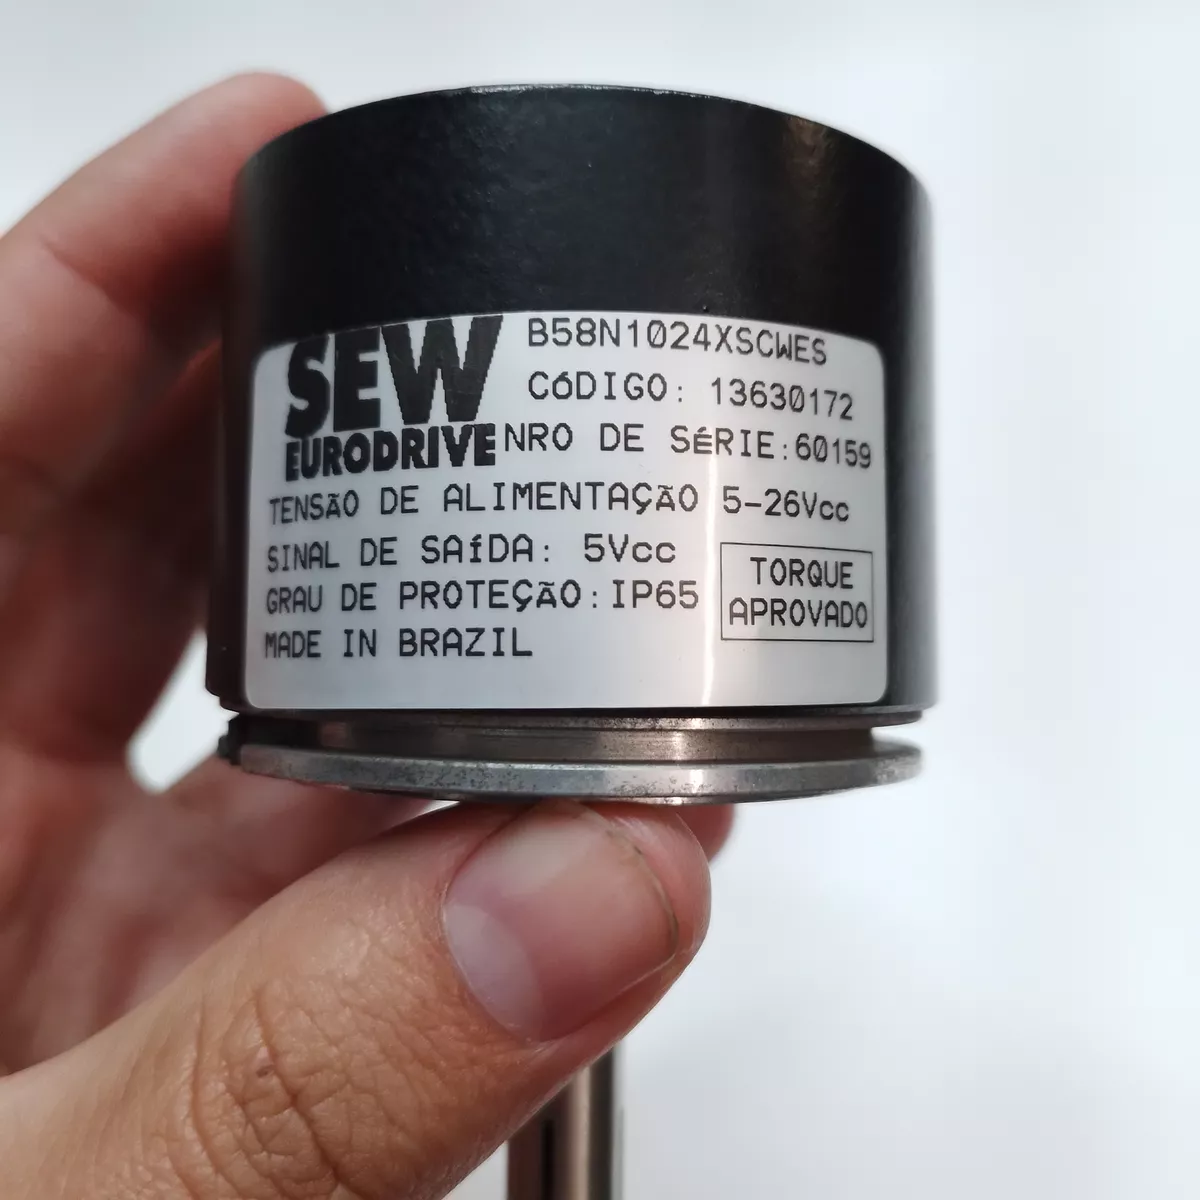 SEW
EURODRIVE
B58N1024XSCWES
CóDIGO: 13630172
NRO DE SéRIE:60159
TENSãO DE ALIMENTAÇãO 5-26Vcc
SINAL DE SAíDA: 5Vcc
GRAU DE PROTEÇãO:IP65
MADE IN BRAZIL
TORQUE
APROVADO